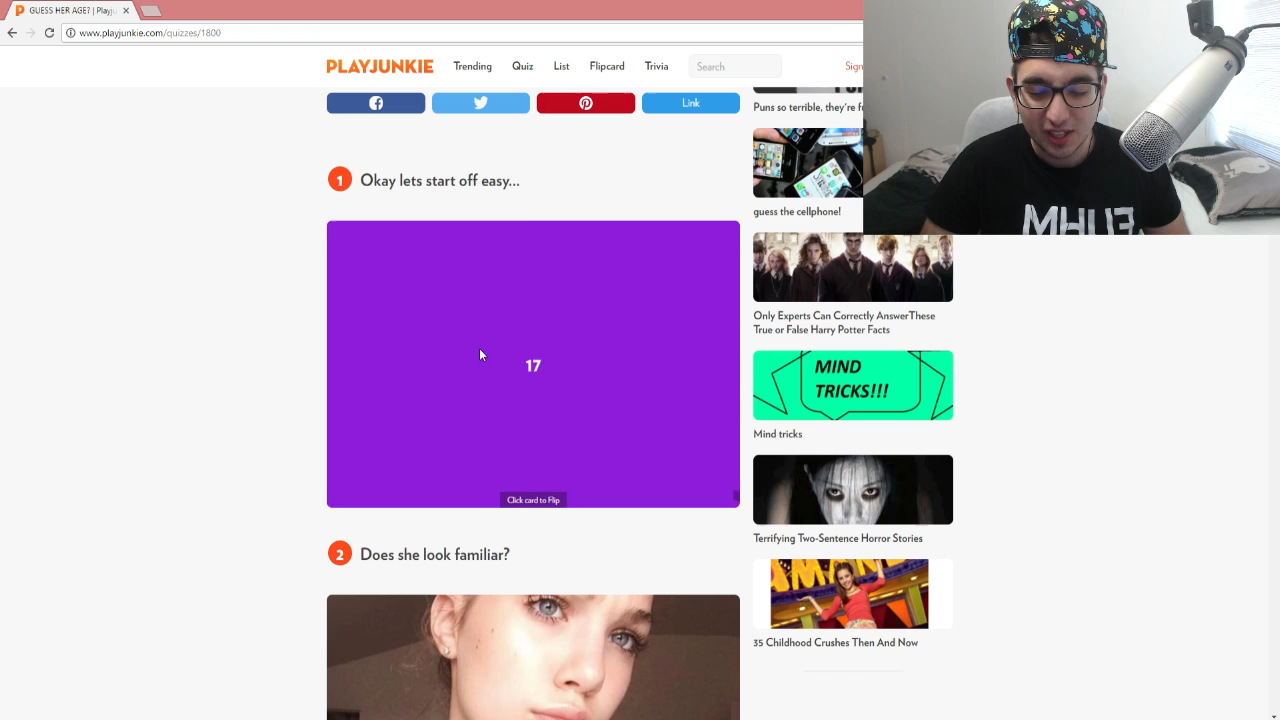 GUESS HER AGE? | Playju
www.playjunkie.com/quizzes/1800
PLAYJUNKIE
Trending
Quiz
List
Flipcard
Trivia
Search
Sign
Link
1 Okay lets start off easy...
17
Click card to Flip
2 Does she look familiar?
Puns so terrible, they're f
guess the cellphone!
Only Experts Can Correctly AnswerThese
True or False Harry Potter Facts
MIND
TRICKS!!!
Mind tricks
Terrifying Two-Sentence Horror Stories
35 Childhood Crushes Then And Now